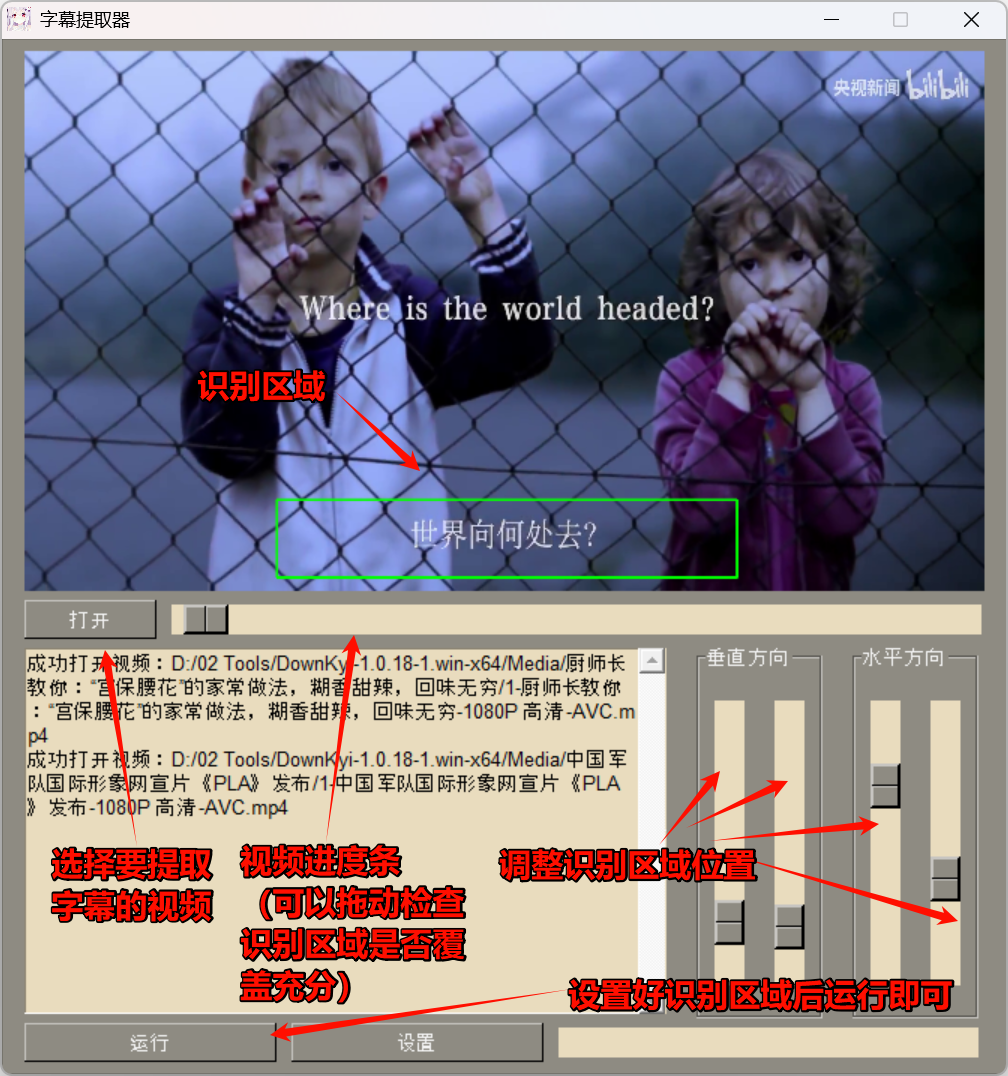 字幕提取器
央视新闻 bilibili
Where is the world headed?
识别区域
世界向何处去?
打开
成功打开视频：D:/02 Tools/DownKyi-1.0.18-1.win-x64/Media/厨师长
教你：“宫保腰花”的家常做法，糊香甜辣，回味无穷/1-厨师长教你
：“宫保腰花”的家常做法，糊香甜辣，回味无穷-1080P 高清-AVC.m
p4
成功打开视频：D:/02 Tools/DownKyi-1.0.18-1.win-x64/Media/中国军
队国际形象网宣片《PLA》发布/1-中国军队国际形象网宣片《PLA
》发布-1080P 高清-AVC.mp4
垂直方向
水平方向
选择要提取
字幕的视频
视频进度条
（可以拖动检查
识别区域是否覆
盖充分）
调整识别区域位置
设置好识别区域后运行即可
运行
设置